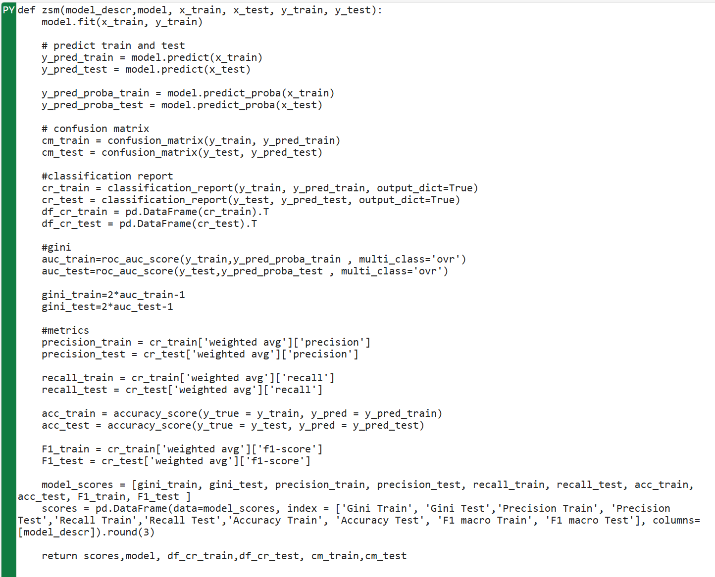 PY
def zsm(model_descr,model, x_train, x_test, y_train, y_test):
    model.fit(x_train, y_train)

    # predict train and test
    y_pred_train = model.predict(x_train)
    y_pred_test = model.predict(x_test)

    y_pred_proba_train = model.predict_proba(x_train)
    y_pred_proba_test = model.predict_proba(x_test)

    # confusion matrix
    cm_train = confusion_matrix(y_train, y_pred_train)
    cm_test = confusion_matrix(y_test, y_pred_test)

    #classification report
    cr_train = classification_report(y_train, y_pred_train, output_dict=True)
    cr_test = classification_report(y_test, y_pred_test, output_dict=True)
    df_cr_train = pd.DataFrame(cr_train).T
    df_cr_test = pd.DataFrame(cr_test).T

    #gini
    auc_train=roc_auc_score(y_train,y_pred_proba_train , multi_class='ovr')
    auc_test=roc_auc_score(y_test,y_pred_proba_test , multi_class='ovr')

    gini_train=2*auc_train-1
    gini_test=2*auc_test-1

    #metrics
    precision_train = cr_train['weighted avg']['precision']
    precision_test = cr_test['weighted avg']['precision']

    recall_train = cr_train['weighted avg']['recall']
    recall_test = cr_test['weighted avg']['recall']

    acc_train = accuracy_score(y_true = y_train, y_pred = y_pred_train)
    acc_test = accuracy_score(y_true = y_test, y_pred = y_pred_test)

    F1_train = cr_train['weighted avg']['f1-score']
    F1_test = cr_test['weighted avg']['f1-score']

    model_scores = [gini_train, gini_test, precision_train, precision_test, recall_train, recall_test, acc_train,
acc_test, F1_train, F1_test ]
    scores = pd.DataFrame(data=model_scores, index = ['Gini Train', 'Gini Test','Precision Train', 'Precision
Test','Recall Train','Recall Test','Accuracy Train', 'Accuracy Test', 'F1 macro Train', 'F1 macro Test'], columns=
[model_descr]).round(3)

    return scores,model, df_cr_train,df_cr_test, cm_train,cm_test